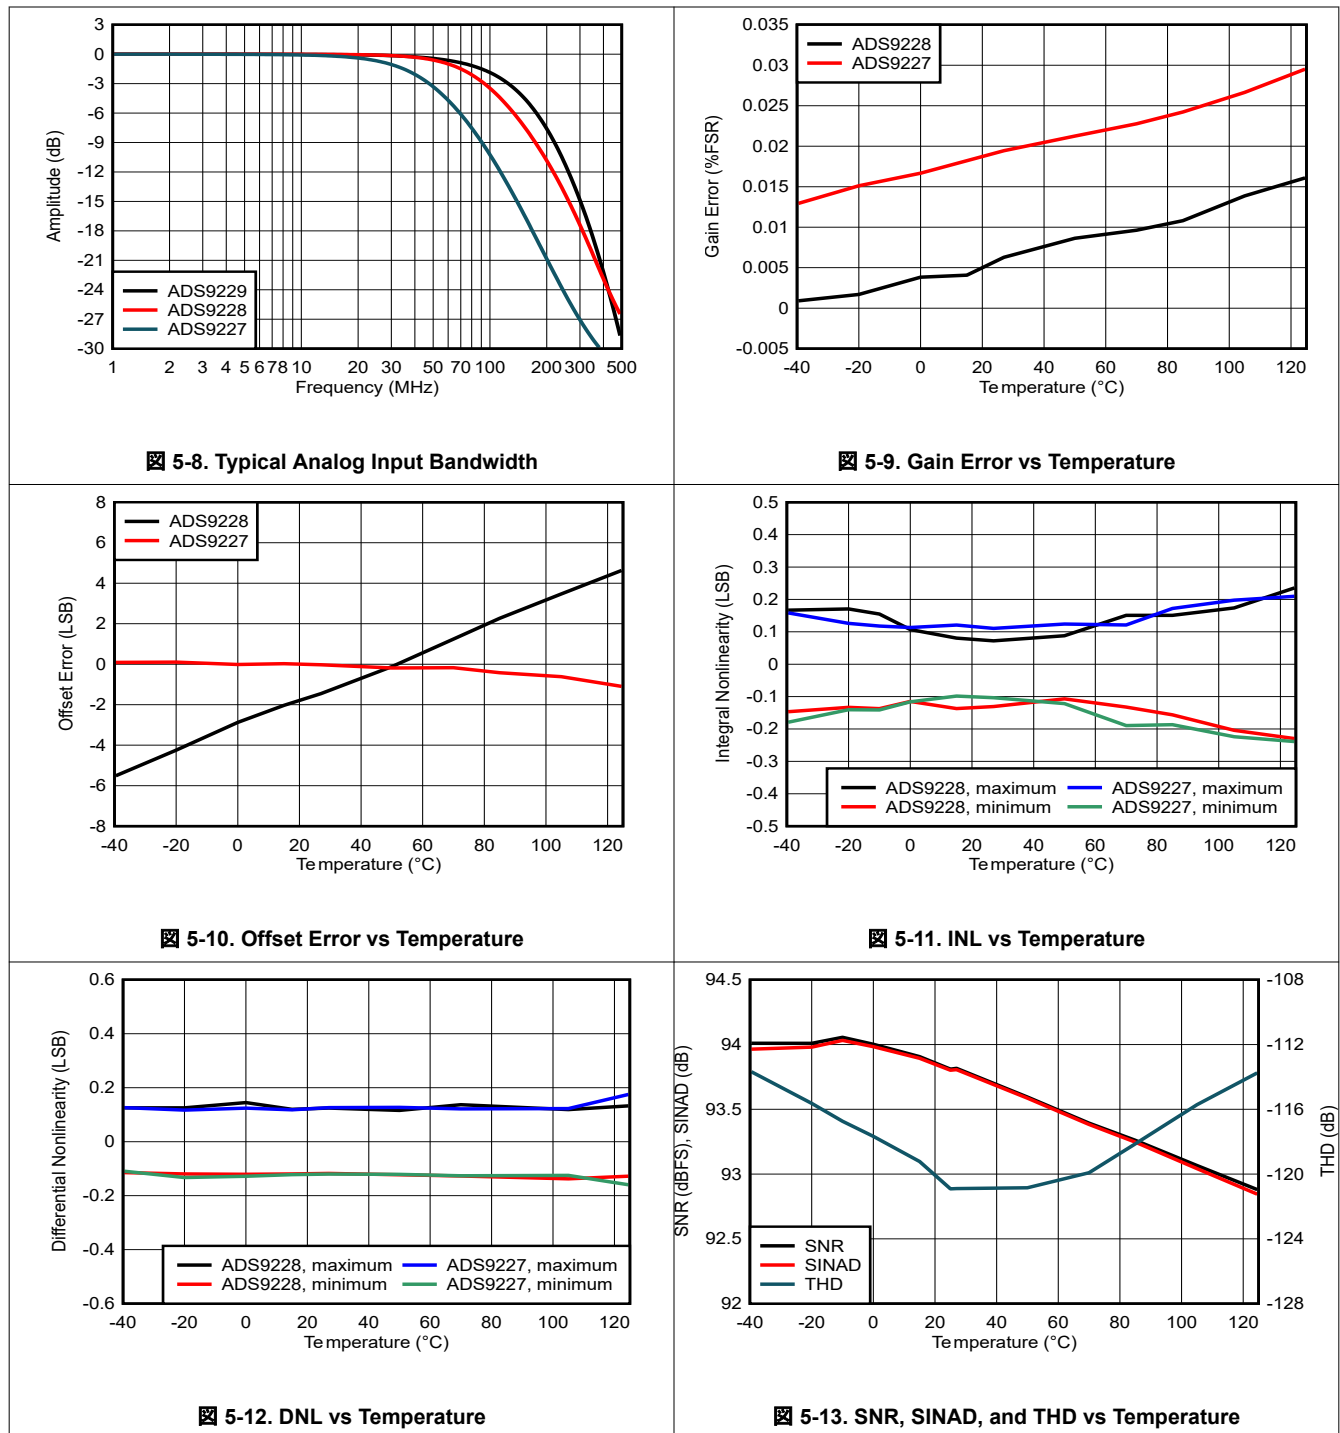 3
0
-3
-6
-9
-12
-15
-18
-21
-24
-27
-30
Amplitude (dB)
ADS9229
ADS9228
ADS9227
1 2 3 4 5 6 7 8 10 20 30 50 70 100 200 300 500
Frequency (MHz)
図 5-8. Typical Analog Input Bandwidth
0.035
0.03
0.025
0.02
0.015
0.01
0.005
0
-0.005
Gain Error (%FSR)
ADS9228
ADS9227
-40 -20 0 20 40 60 80 100 120
Temperature (°C)
図 5-9. Gain Error vs Temperature
8
6
4
2
0
-2
-4
-6
-8
Offset Error (LSB)
ADS9228
ADS9227
-40 -20 0 20 40 60 80 100 120
Temperature (°C)
図 5-10. Offset Error vs Temperature
0.5
0.4
0.3
0.2
0.1
0
-0.1
-0.2
-0.3
-0.4
-0.5
Integral Nonlinearity (LSB)
ADS9228, maximum ADS9227, maximum
ADS9228, minimum ADS9227, minimum
-40 -20 0 20 40 60 80 100 120
Temperature (°C)
図 5-11. INL vs Temperature
0.6
0.4
0.2
0
-0.2
-0.4
-0.6
Differential Nonlinearity (LSB)
ADS9228, maximum ADS9227, maximum
ADS9228, minimum ADS9227, minimum
-40 -20 0 20 40 60 80 100 120
Temperature (°C)
図 5-12. DNL vs Temperature
94.5
94
93.5
93
92.5
92
SNR (dBFS), SINAD (dB)
SNR
SINAD
THD
-108
-112
-116
-120
-124
-128
THD (dB)
-40 -20 0 20 40 60 80 100 120
Temperature (°C)
図 5-13. SNR, SINAD, and THD vs Temperature